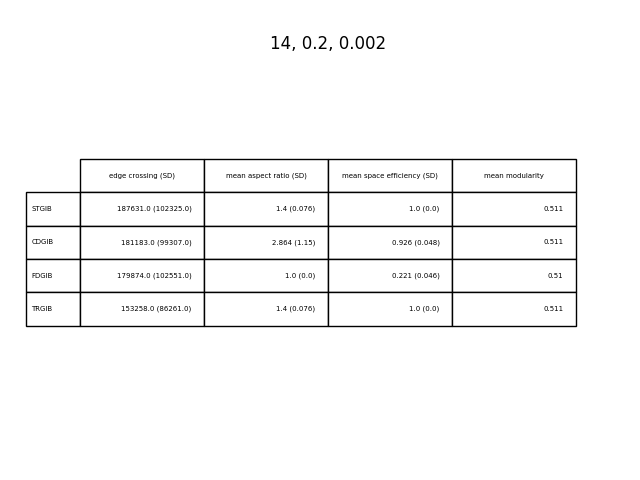 14, 0.2, 0.002
edge crossing (SD) mean aspect ratio (SD) mean space efficiency (SD) mean modularity
STGIB 187631.0 (102325.0) 1.4 (0.076) 1.0 (0.0) 0.511
CDGIB 181183.0 (99307.0) 2.864 (1.15) 0.926 (0.048) 0.511
FDGIB 179874.0 (102551.0) 1.0 (0.0) 0.221 (0.046) 0.51
TRGIB 153258.0 (86261.0) 1.4 (0.076) 1.0 (0.0) 0.511